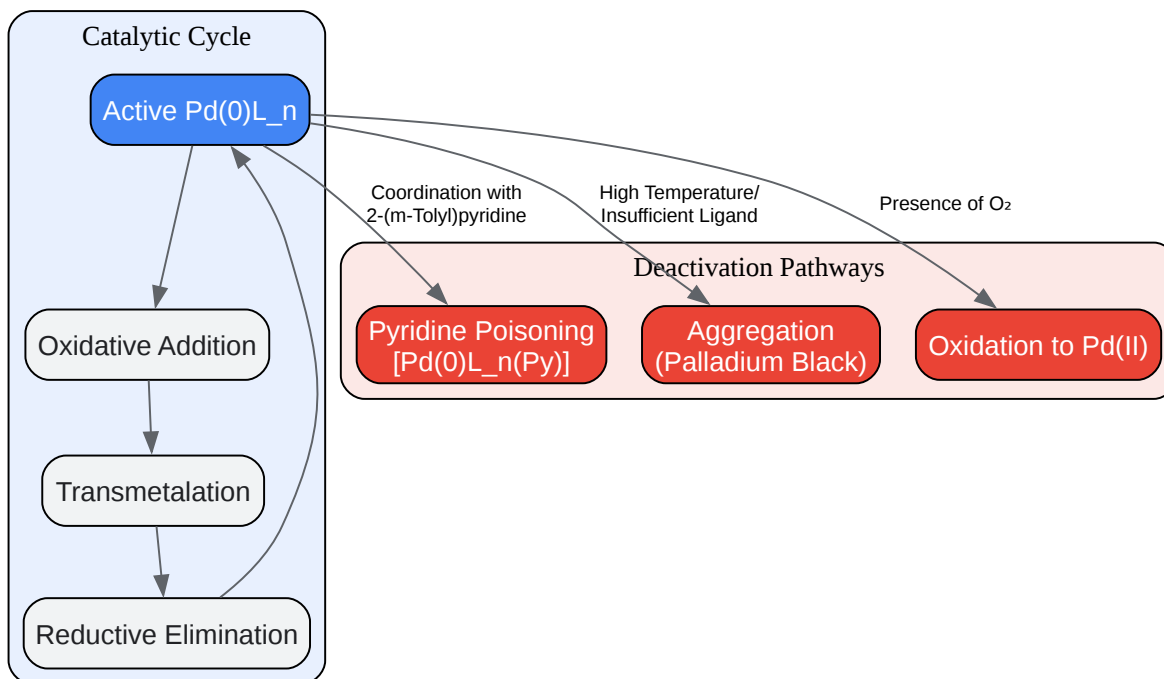 Catalytic Cycle
Active Pd(0)L_n
Coordination with
2-(m-Tolyl)pyridine
High Temperature/
Insufficient Ligand
Presence of O₂
Deactivation Pathways
Oxidative Addition
Pyridine Poisoning
[Pd(0)L_n(Py)]
Aggregation
(Palladium Black)
Oxidation to Pd(II)
Transmetalation
Reductive Elimination